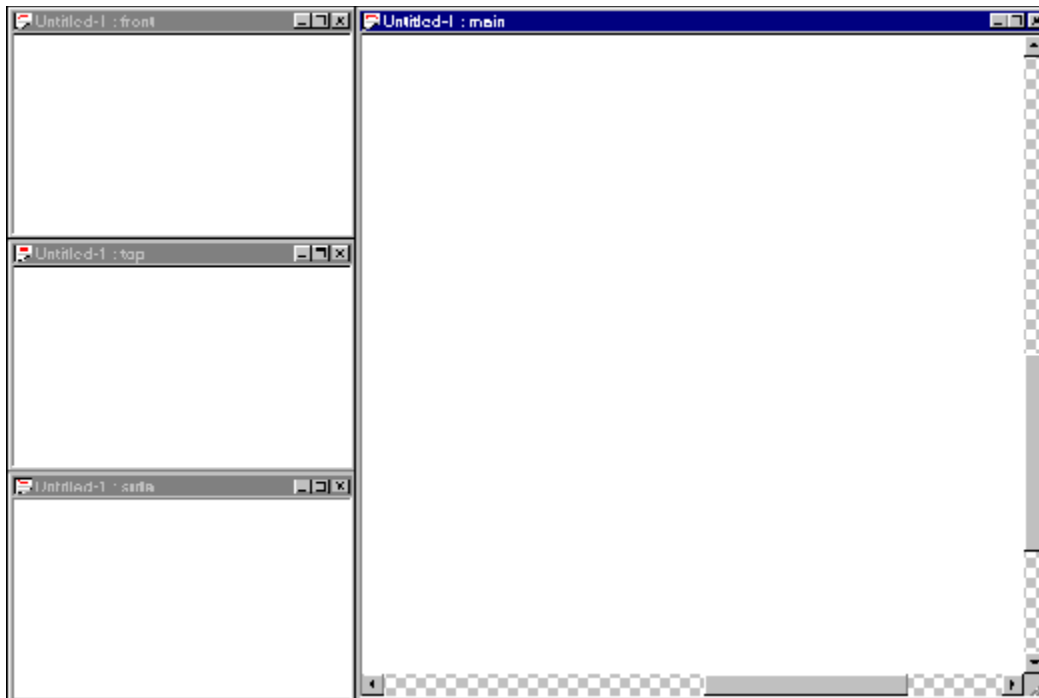 Untitled-1 : front
Untitled-1 : main
Untitled-1 : top
Untitled-1 : side